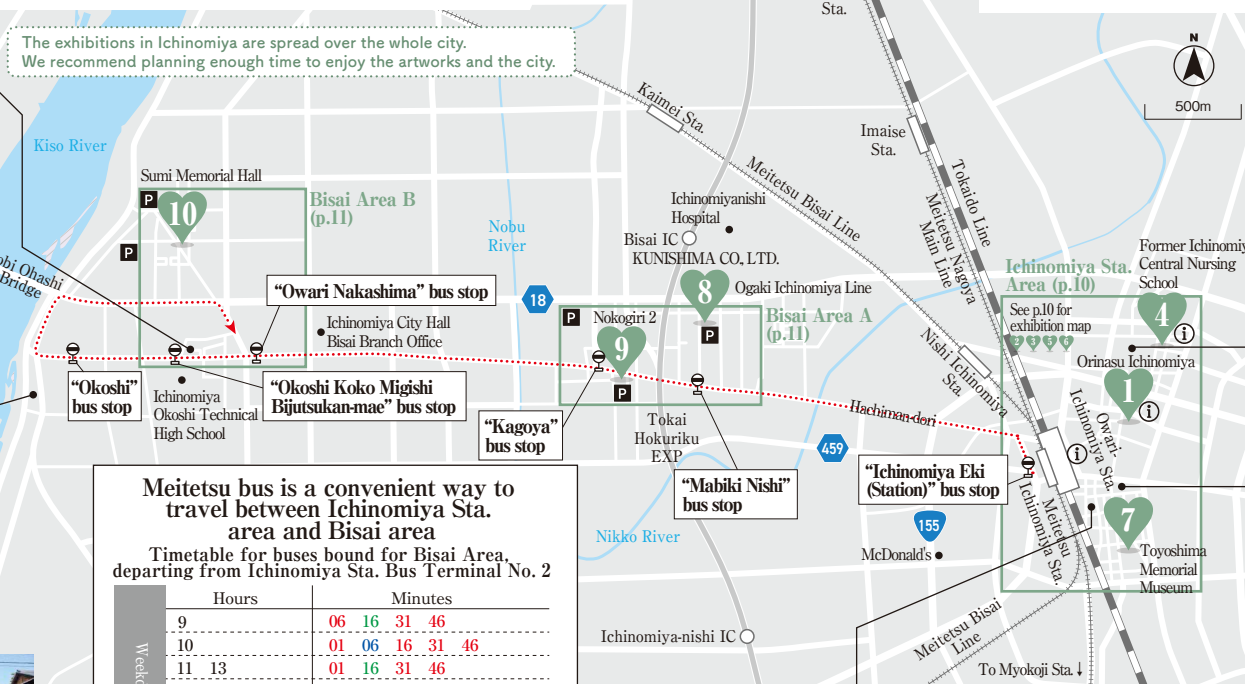 The exhibitions in Ichinomiya are spread over the whole city.
We recommend planning enough time to enjoy the artworks and the city.
Sta.
N
500m
Kiso River
Kaimei Sta.
Imaise
Sta.
Meitetsu Bisai Line
Tokaido Line
Meitetsu Nagoya
Main Line
Sumi Memorial Hall
P
10
Bisai Area B
(p.11)
P
Nobu
River
Ichinomiyanishi
Hospital
Bisai IC
KUNISHIMA CO., LTD.
8
Ogaki Ichinomiya Line
Ohashi
Bridge
"Owari Nakashima" bus stop
18
Ichinomiya City Hall
Bisai Branch Office
P
Nokogiri 2
9
P
P
Bisai Area A
(p.11)
Former Ichinomiy
Central Nursing
School
Ichinomiya Sta.
Area (p.10)
See p.10 for
exhibition map
2 3 5 6
4
i
Orinasu Ichinomiya
1
i
Nishi Ichinomiya
Sta.
Owari-
Ichinomiya Sta.
i
"Okoshi"
bus stop
Ichinomiya
Okoshi Technical
High School
"Okoshi Koko Migishi
Bijutsukan-mae" bus stop
"Kagoya"
bus stop
Tokai
Hokuriku
EXP
Hachiman-dori
459
"Mabiki Nishi"
bus stop
"Ichinomiya Eki
(Station)" bus stop
Meitetsu
Ichinomiya Sta.
155
McDonald's
7
Toyoshima
Memorial
Museum
Nikko River
Ichinomiya-nishi IC
Meitetsu Bisai
Line
To Myokoji Sta.↓
Meitetsu bus is a convenient way to
travel between Ichinomiya Sta.
area and Bisai area
Timetable for buses bound for Bisai Area,
departing from Ichinomiya Sta. Bus Terminal No. 2
Hours Minutes
9 06 16 31 46
10 01 06 16 31 46
11 13 01 16 31 46